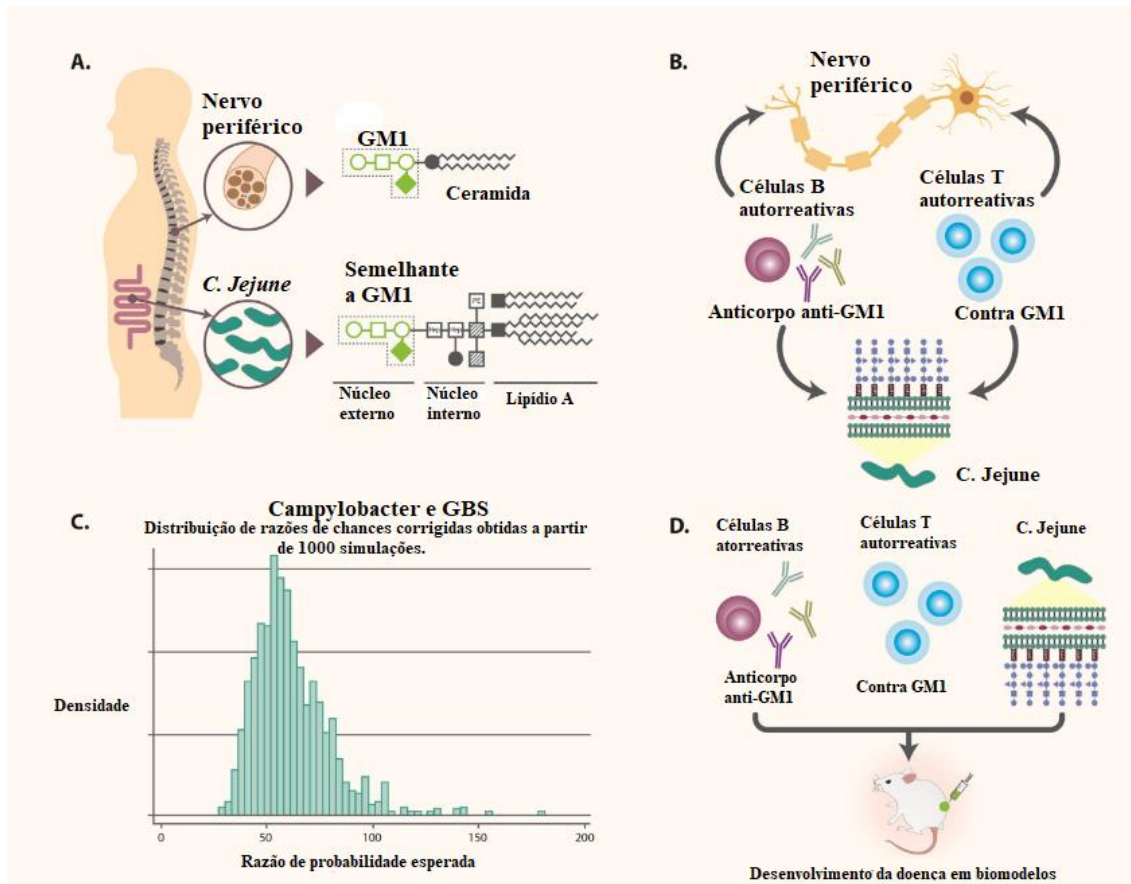 A.
Nervo
periférico
GM1
Ceramida
C. Jejune
Semelhante
a GM1
Núcleo
externo
Núcleo
interno
Lipídio A
B.
Nervo
periférico
Células B
autorreativas
Células T
autorreativas
Anticorpo anti-GM1
Contra GM1
C. Jejune
C.
Campylobacter e GBS
Distribuição de razões de chances corrigidas obtidas a partir
de 1000 simulações.
Densidade
0
50
100
150
200
Razão de probabilidade esperada
D.
Células B
atorreativas
Células T
autorreativas
C. Jejune
Anticorpo
anti-GM1
Contra GM1
Desenvolvimento da doença em biomodelos